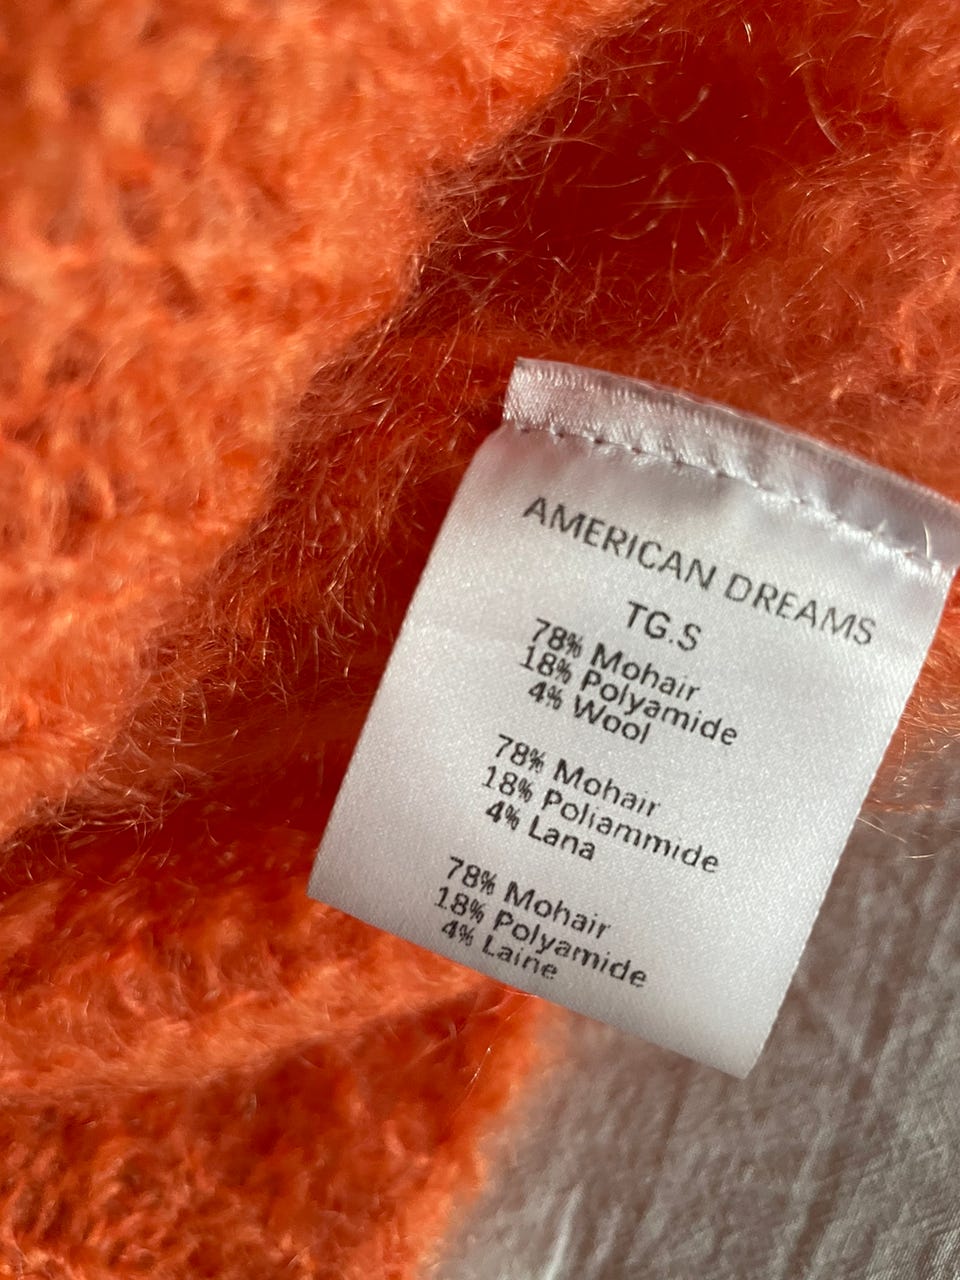 AMERICAN DREAMS
TG.S
78% Mohair
18% Polyamide
4% Wool
78% Mohair
18% Poliammide
4% Lana
78% Mohair
18% Polyamide
4% Laine